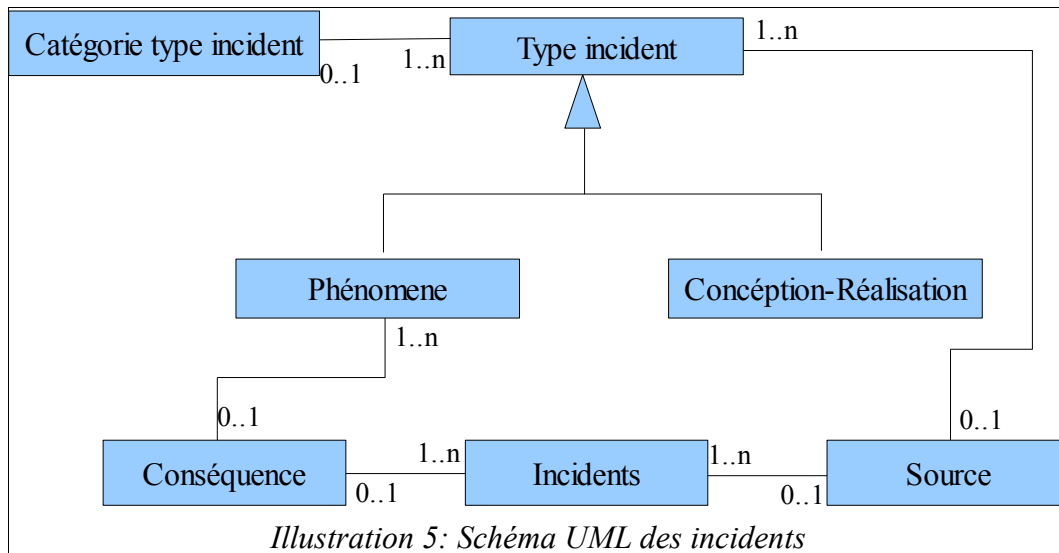 Catégorie type incident
0..1
1..n
Type incident
1..n
Phénomene
1..n
Concéption-Réalisation
0..1
Conséquence
0..1
1..n
Incidents
1..n
0..1
0..1
Source
Illustration 5: Schéma UML des incidents